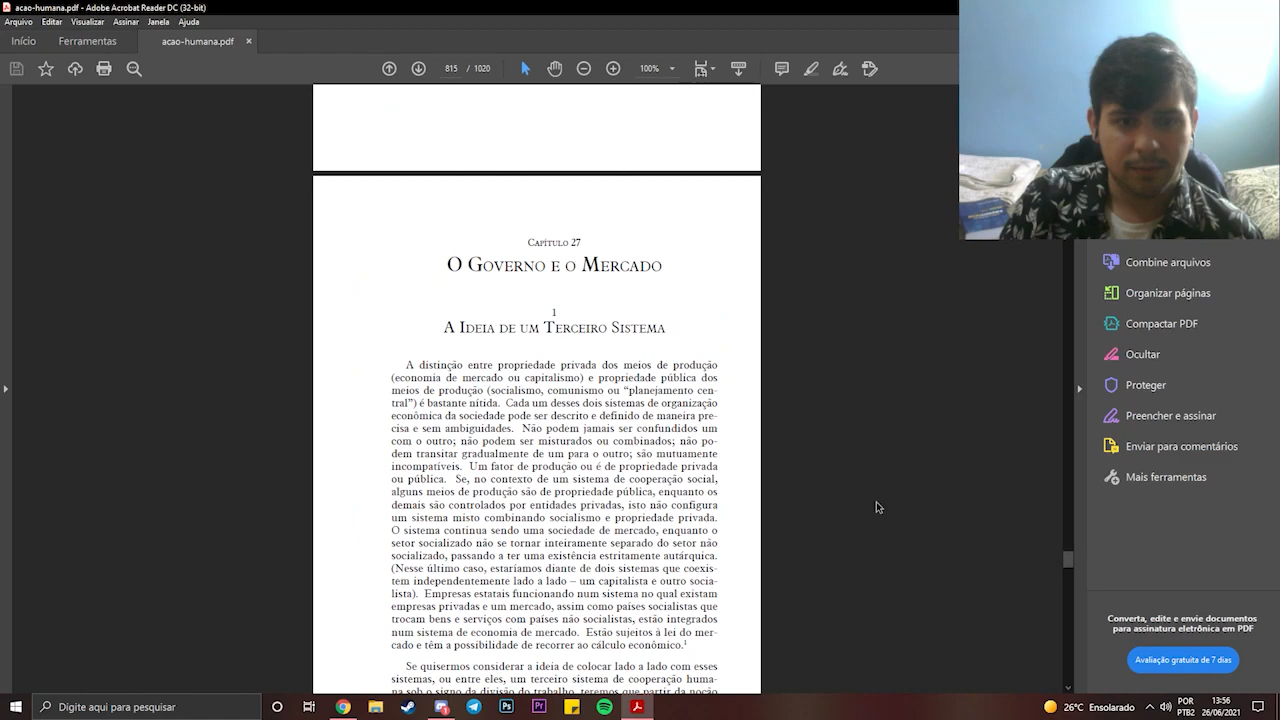 acao-humana.pdf - Adobe Acrobat Reader DC (32-bit)
Arquivo Editar Visualizar Assinar Janela Ajuda
Início Ferramentas acao-humana.pdf ×
815 / 1020 100%
CAPÍTULO 27
O GOVERNO E O MERCADO
1
A IDEIA DE UM TERCEIRO SISTEMA
A distinção entre propriedade privada dos meios de produção
(economia de mercado ou capitalismo) e propriedade pública dos
meios de produção (socialismo, comunismo ou “planejamento cen-
tral”) é bastante nítida. Cada um desses dois sistemas de organização
econômica da sociedade pode ser descrito e definido de maneira pre-
cisa e sem ambiguidades. Não podem jamais ser confundidos um
com o outro; não podem ser misturados ou combinados; não po-
dem transitar gradualmente de um para o outro; são mutuamente
incompatíveis. Um fator de produção ou é de propriedade privada
ou pública. Se, no contexto de um sistema de cooperação social,
alguns meios de produção são de propriedade pública, enquanto os
demais são controlados por entidades privadas, isto não configura
um sistema misto combinando socialismo e propriedade privada.
O sistema continua sendo uma sociedade de mercado, enquanto o
setor socializado não se tornar inteiramente separado do setor não
socializado, passando a ter uma existência estritamente autárquica.
(Nesse último caso, estaríamos diante de dois sistemas que coexis-
tem independentemente lado a lado – um capitalista e outro socia-
lista). Empresas estatais funcionando num sistema no qual existam
empresas privadas e um mercado, assim como países socialistas que
trocam bens e serviços com países não socialistas, estão integrados
num sistema de economia de mercado. Estão sujeitos à lei do mer-
cado e têm a possibilidade de recorrer ao cálculo econômico.¹
Se quisermos considerar a ideia de colocar lado a lado com esses
sistemas, ou entre eles, um terceiro sistema de cooperação huma-
na sob o signo da divisão do trabalho, teremos que partir da noção
Combine arquivos
Organizar páginas
Compactar PDF
Ocultar
Proteger
Preencher e assinar
Enviar para comentários
Mais ferramentas
Converta, edite e envie documentos
para assinatura eletrônica em PDF
Avaliação gratuita de 7 dias
Digite aqui para pesquisar
Ps Pr
26°C Ensolarado
POR
PTB2
13:56
26/06/2021